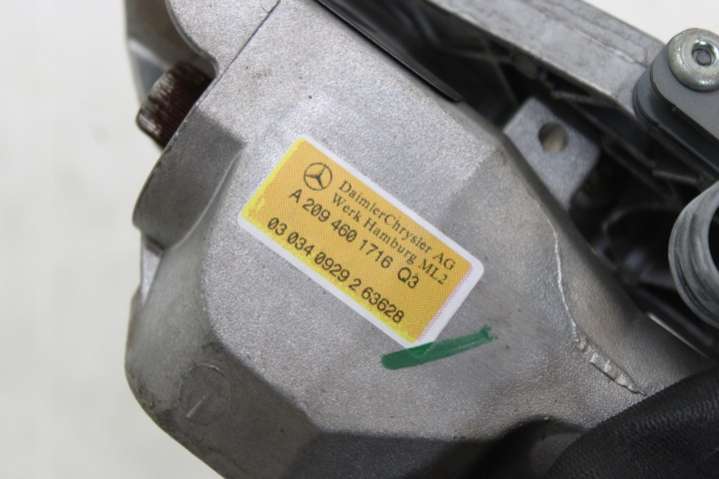 DaimlerChrysler AG
Werk Hamburg ML2
A 209 460 1716 Q3
03 034 0929 2 63628